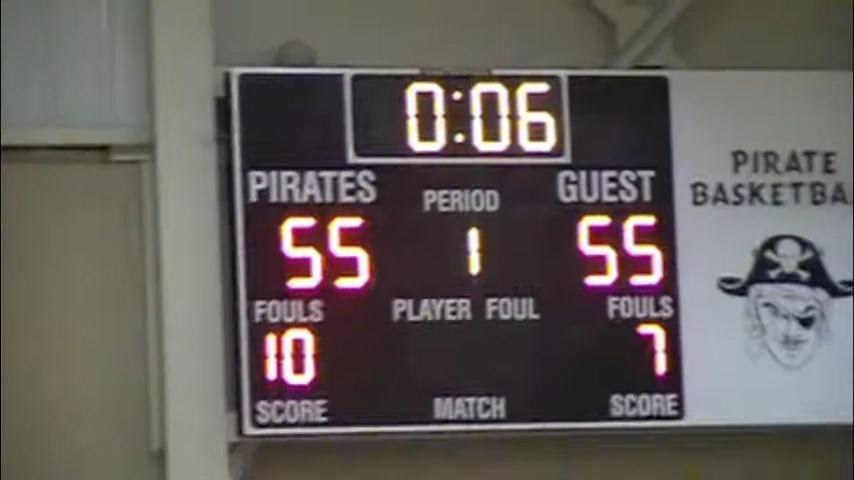 0:06
PIRATES PERIOD GUEST
55 1 55
FOULS PLAYER FOUL FOULS
10 7
SCORE MATCH SCORE
PIRATE
BASKETBA